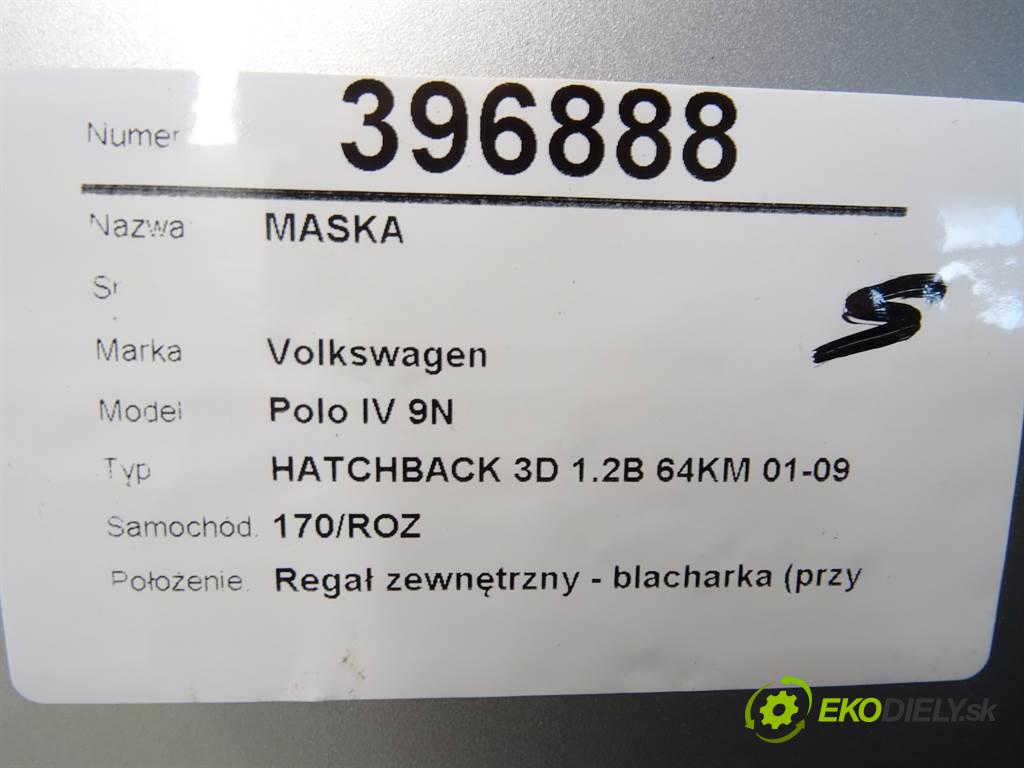 Numer 396888
Nazwa MASKA
Sr
Marka Volkswagen
Model Polo IV 9N
Typ HATCHBACK 3D 1.2B 64KM 01-09
Samochód. 170/ROZ
Położenie. Regał zewnętrzny - blacharka (przy
S
EKODIELY.sk